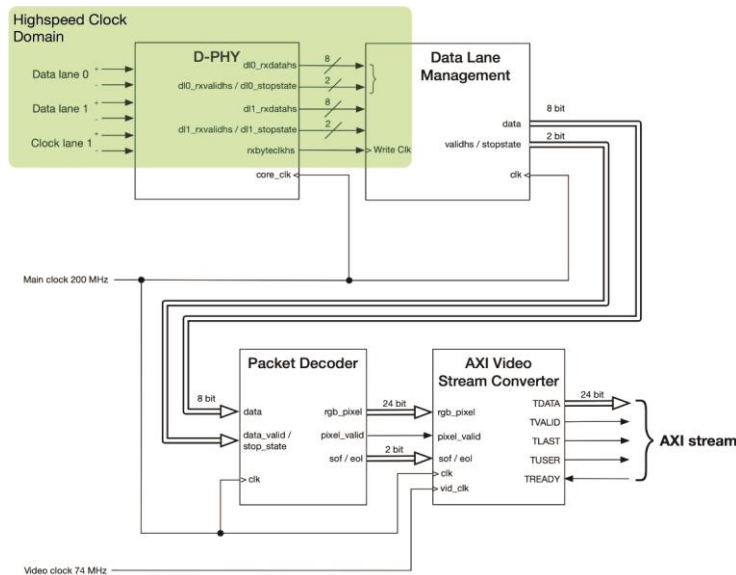 Highspeed Clock
Domain
D-PHY
Data lane 0
+
-
Data lane 1
+
-
Clock lane 1
+
-
dl0_rxdatahs
8
dl0_rxvalidhs / dl0_stopstate
2
dl1_rxdatahs
8
dl1_rxvalidhs / dl1_stopstate
2
rxbyteclkhs
core_clk
Data Lane
Management
Write Clk
data
8 bit
validhs / stopstate
2 bit
clk
Main clock 200 MHz
Packet Decoder
8 bit
data
data_valid /
stop_state
clk
rgb_pixel
24 bit
pixel_valid
sof / eol
2 bit
AXI Video
Stream Converter
rgb_pixel
pixel_valid
sof / eol
clk
vid_clk
TDATA
24 bit
TVALID
TLAST
TUSER
TREADY
AXI stream
Video clock 74 MHz